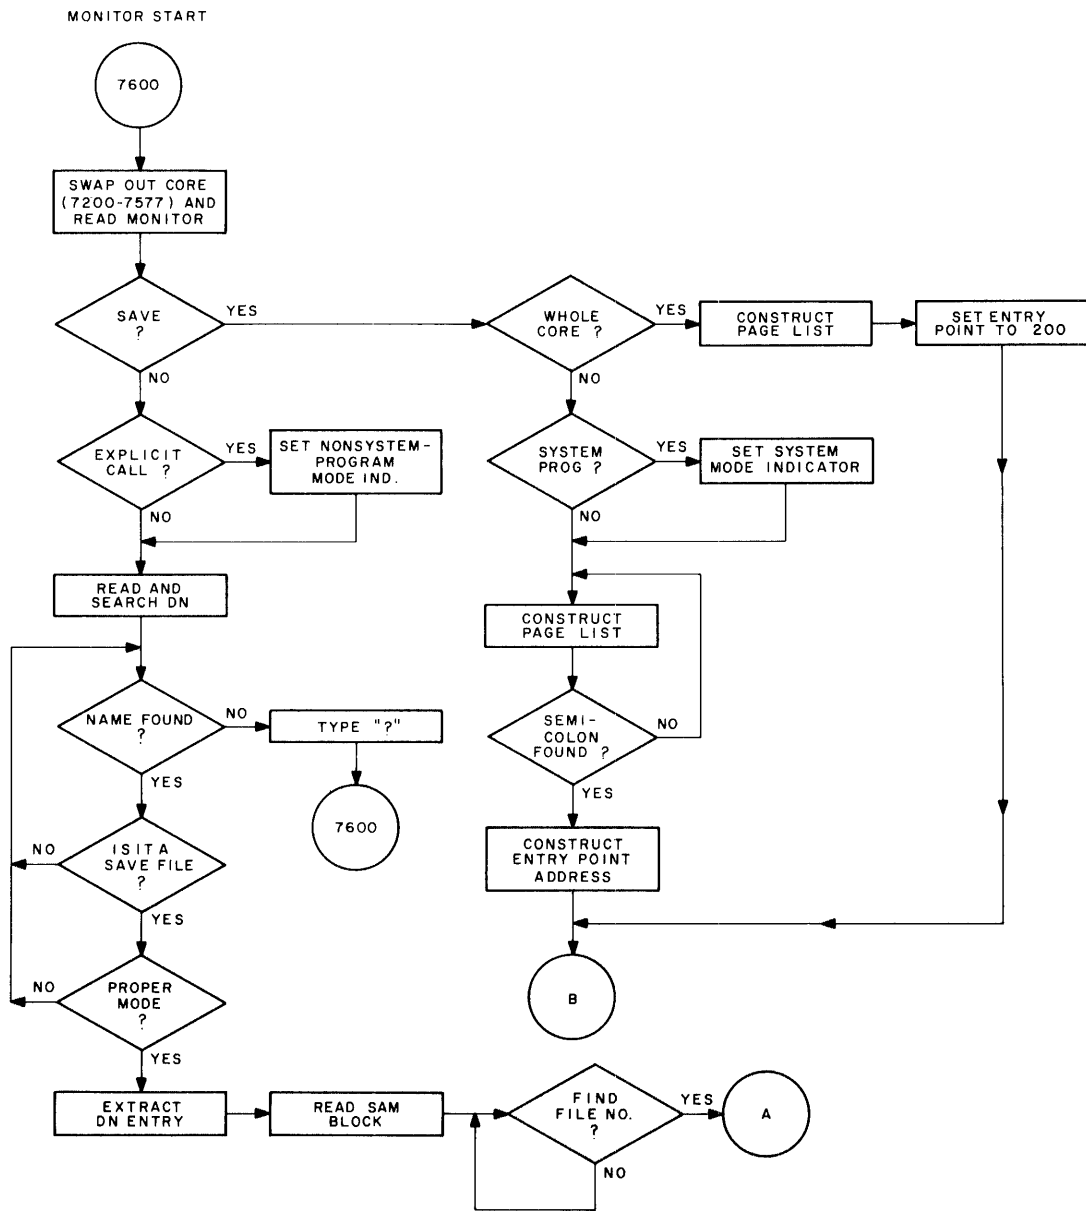 MONITOR START
7600
SWAP OUT CORE
(7200-7577) AND
READ MONITOR
SAVE
?
YES
NO
WHOLE
CORE ?
YES
NO
CONSTRUCT
PAGE LIST
SET ENTRY
POINT TO 200
EXPLICIT
CALL ?
YES
NO
SET NONSYSTEM-
PROGRAM
MODE IND.
SYSTEM
PROG ?
YES
NO
SET SYSTEM
MODE INDICATOR
READ AND
SEARCH DN
CONSTRUCT
PAGE LIST
NAME FOUND
?
NO
YES
TYPE "?"
7600
SEMI-
COLON
FOUND ?
NO
YES
IS IT A
SAVE FILE
?
NO
YES
CONSTRUCT
ENTRY POINT
ADDRESS
PROPER
MODE
?
NO
YES
B
EXTRACT
DN ENTRY
READ SAM
BLOCK
FIND
FILE NO.
?
YES
NO
A